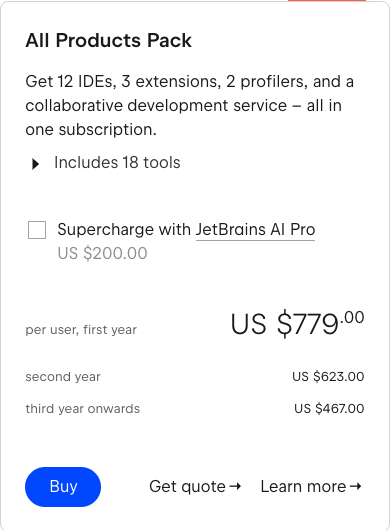 All Products Pack
Get 12 IDEs, 3 extensions, 2 profilers, and a
collaborative development service – all in
one subscription.
Includes 18 tools
Supercharge with JetBrains AI Pro
US $200.00
per user, first year US $779.00
second year US $623.00
third year onwards US $467.00
Buy Get quote → Learn more →